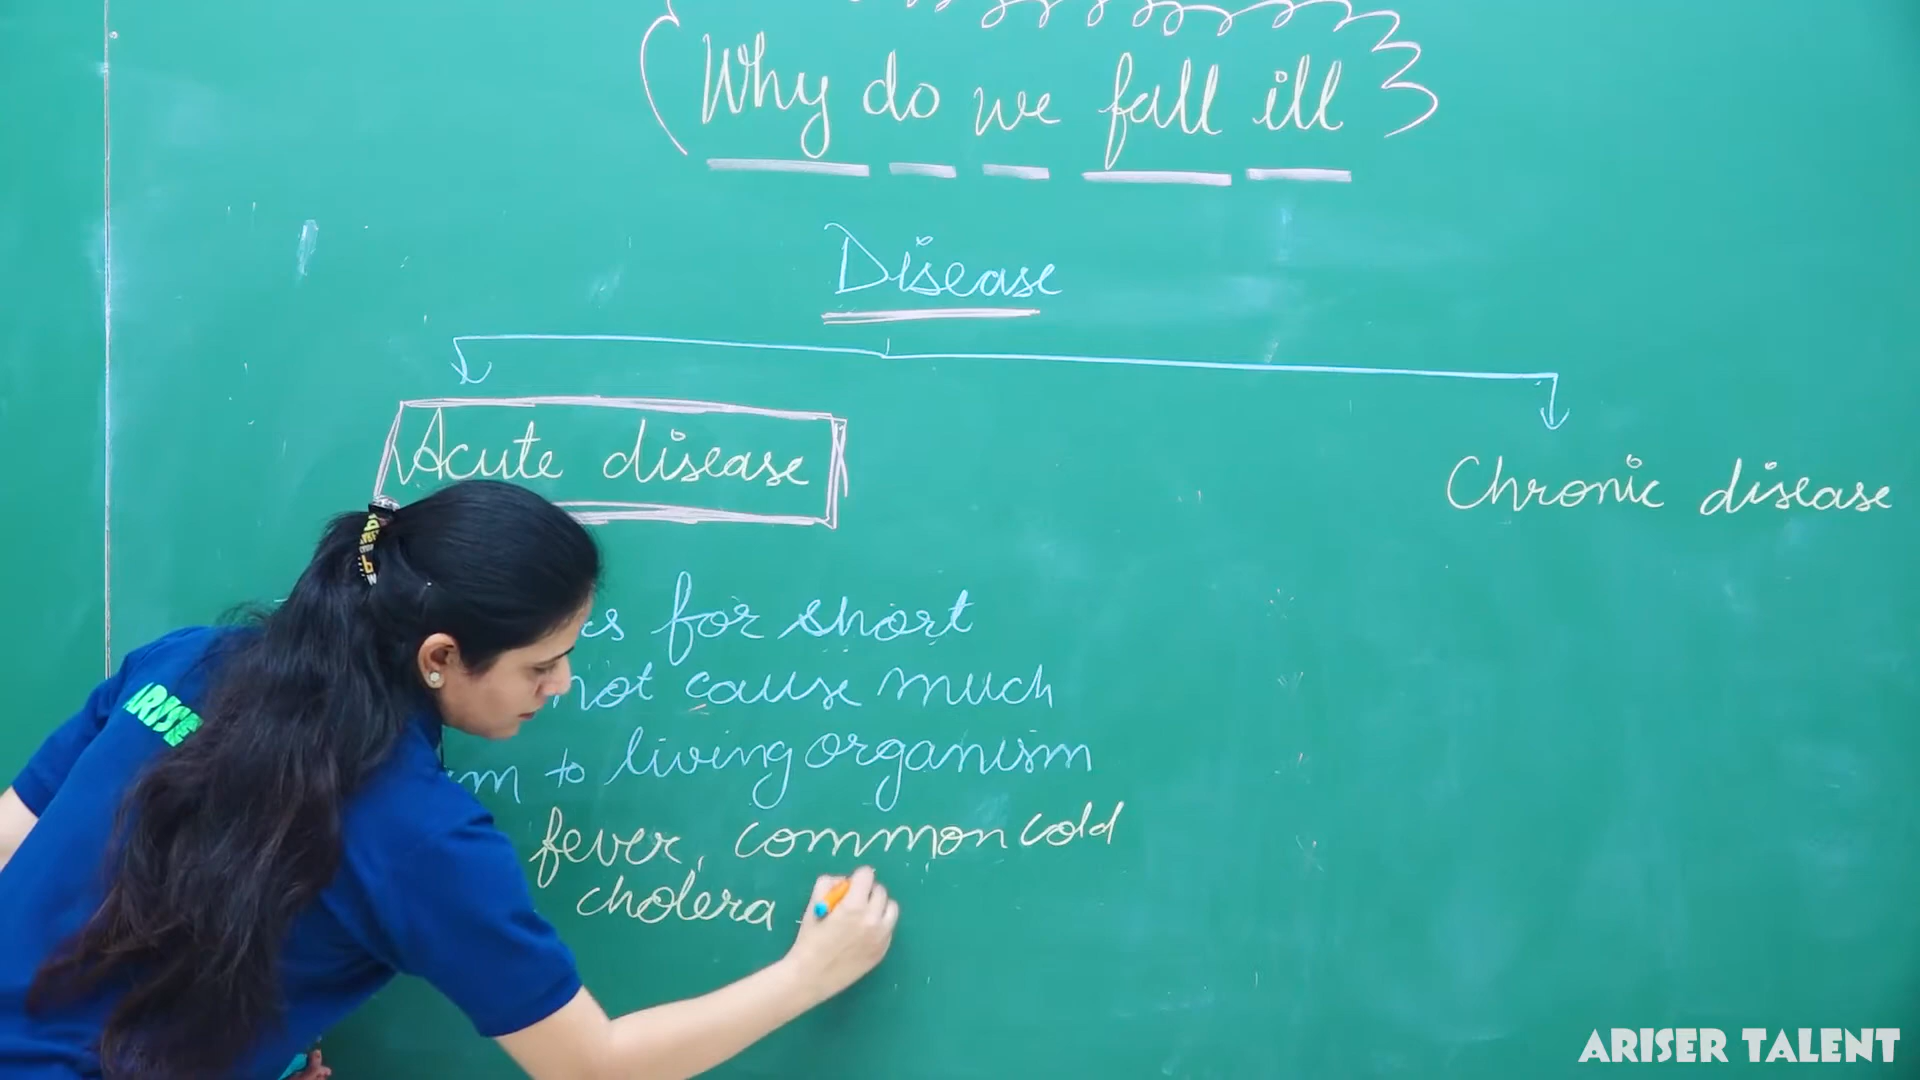 Why do we fall ill
Disease
Acute disease
Chronic disease
for short
not cause much
to living organism
fever, common cold
cholera
ARISE
ARISER TALENT